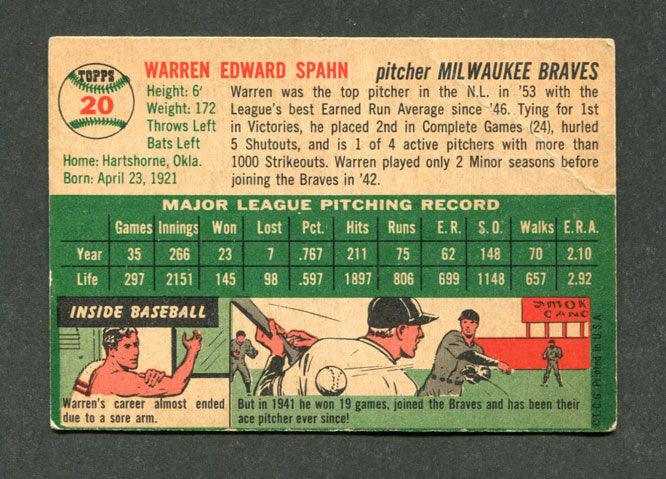 TOPPS
20
WARREN EDWARD SPAHN pitcher MILWAUKEE BRAVES
Height: 6'
Weight: 172
Throws Left
Bats Left
Home: Hartshorne, Okla.
Born: April 23, 1921
Warren was the top pitcher in the N.L. in '53 with the
League's best Earned Run Average since '46. Tying for 1st
in Victories, he placed 2nd in Complete Games (24), hurled
5 Shutouts, and is 1 of 4 active pitchers with more than
1000 Strikeouts. Warren played only 2 Minor seasons before
joining the Braves in '42.
MAJOR LEAGUE PITCHING RECORD
Games Innings Won Lost Pct. Hits Runs E.R. S.O. Walks E.R.A.
Year 35 266 23 7 .767 211 75 62 148 70 2.10
Life 297 2151 145 98 .597 1897 806 699 1148 657 2.92
INSIDE BASEBALL
Warren's career almost ended
due to a sore arm.
SMOK
CANC
But in 1941 he won 19 games, joined the Braves and has been their
ace pitcher ever since!
©T.C.G. Printed in U.S.A.